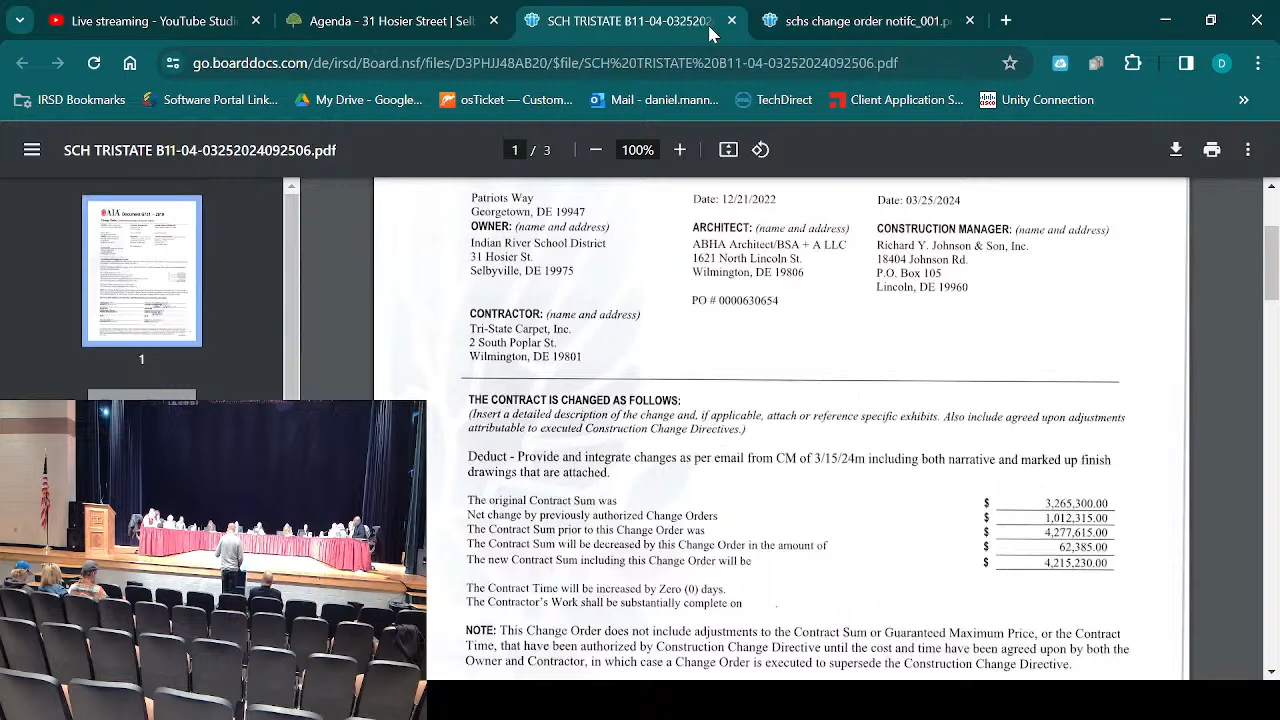 Live streaming - YouTube Studi
Agenda - 31 Hosier Street | Sel
SCH TRISTATE B11-04-0325202
schs change order notifc_001.p
go.boarddocs.com/de/irsd/Board.nsf/files/D3PHJJ48AB20/$file/SCH%20TRISTATE%20B11-04-03252024092506.pdf
D
IRSD Bookmarks
Software Portal Link...
My Drive - Google...
osTicket — Custom...
Mail - daniel.mann...
TechDirect
Client Application S...
Unity Connection
SCH TRISTATE B11-04-03252024092506.pdf
1 / 3
100%
1
Patriots Way
Georgetown, DE 19947
Date: 12/21/2022
Date: 03/25/2024
OWNER: (name and address)
Indian River School District
31 Hosier St.
Selbyville, DE 19975
ARCHITECT: (name and address)
ABHA Architect/BSA + A LLC
1621 North Lincoln St.
Wilmington, DE 19806
PO # 0000630654
CONSTRUCTION MANAGER: (name and address)
Richard Y. Johnson & Son, Inc.
18404 Johnson Rd.
P.O. Box 105
Lincoln, DE 19960
CONTRACTOR: (name and address)
Tri-State Carpet, Inc.
2 South Poplar St.
Wilmington, DE 19801
THE CONTRACT IS CHANGED AS FOLLOWS:
(Insert a detailed description of the change and, if applicable, attach or reference specific exhibits. Also include agreed upon adjustments
attributable to executed Construction Change Directives.)
Deduct - Provide and integrate changes as per email from CM of 3/15/24m including both narrative and marked up finish
drawings that are attached.
The original Contract Sum was $ 3,265,300.00
Net change by previously authorized Change Orders $ 1,012,315.00
The Contract Sum prior to this Change Order was $ 4,277,615.00
The Contract Sum will be decreased by this Change Order in the amount of $ 62,385.00
The new Contract Sum including this Change Order will be $ 4,215,230.00
The Contract Time will be increased by Zero (0) days.
The Contractor's Work shall be substantially complete on .
NOTE: This Change Order does not include adjustments to the Contract Sum or Guaranteed Maximum Price, or the Contract
Time, that have been authorized by Construction Change Directive until the cost and time have been agreed upon by both the
Owner and Contractor, in which case a Change Order is executed to supersede the Construction Change Directive.